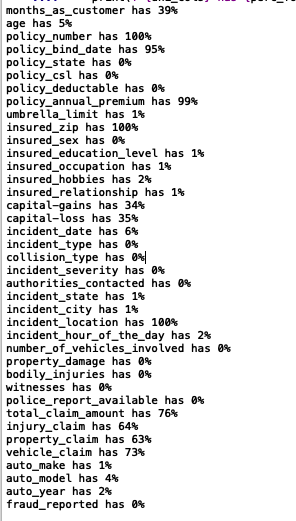 months_as_customer has 39%
age has 5%
policy_number has 100%
policy_bind_date has 95%
policy_state has 0%
policy_csl has 0%
policy_deductable has 0%
policy_annual_premium has 99%
umbrella_limit has 1%
insured_zip has 100%
insured_sex has 0%
insured_education_level has 1%
insured_occupation has 1%
insured_hobbies has 2%
insured_relationship has 1%
capital-gains has 34%
capital-loss has 35%
incident_date has 6%
incident_type has 0%
collision_type has 0%
incident_severity has 0%
authorities_contacted has 0%
incident_state has 1%
incident_city has 1%
incident_location has 100%
incident_hour_of_the_day has 2%
number_of_vehicles_involved has 0%
property_damage has 0%
bodily_injuries has 0%
witnesses has 0%
police_report_available has 0%
total_claim_amount has 76%
injury_claim has 64%
property_claim has 63%
vehicle_claim has 73%
auto_make has 1%
auto_model has 4%
auto_year has 2%
fraud_reported has 0%